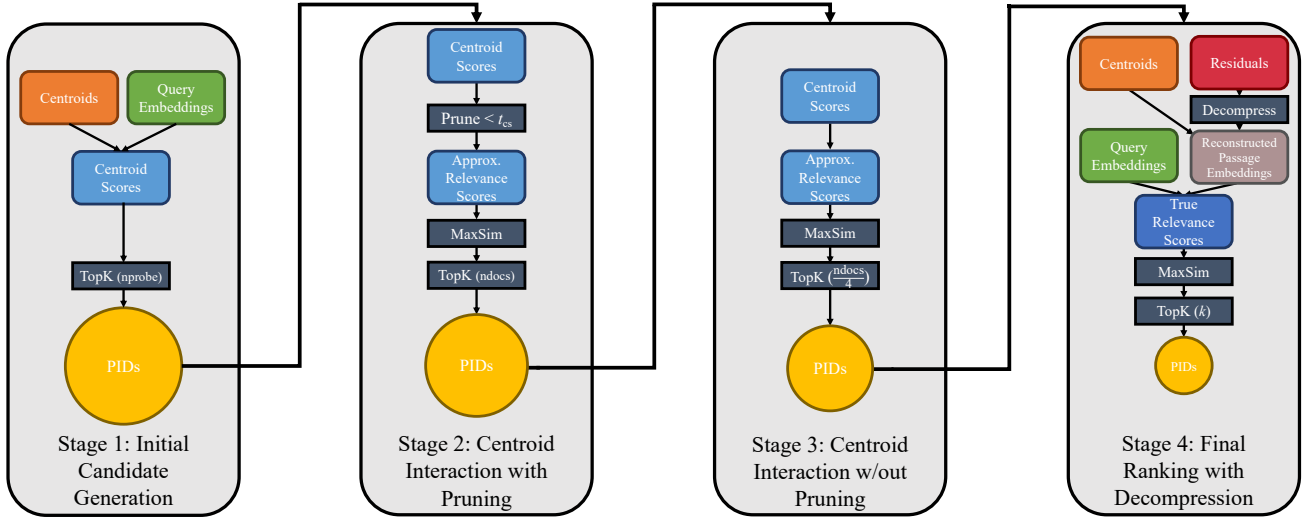 Centroids
Query
Embeddings
Centroid
Scores
TopK (nprobe)
PIDs
Stage 1: Initial
Candidate
Generation
Centroid
Scores
Prune < t_cs
Approx.
Relevance
Scores
MaxSim
TopK (ndocs)
PIDs
Stage 2: Centroid
Interaction with
Pruning
Centroid
Scores
Approx.
Relevance
Scores
MaxSim
TopK (ndocs/4)
PIDs
Stage 3: Centroid
Interaction w/out
Pruning
Centroids
Residuals
Decompress
Query
Embeddings
Reconstructed
Passage
Embeddings
True
Relevance
Scores
MaxSim
TopK (k)
PIDs
Stage 4: Final
Ranking with
Decompression